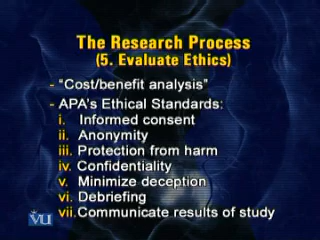 The Research Process
(5. Evaluate Ethics)
- “Cost/benefit analysis”
- APA's Ethical Standards:
i. Informed consent
ii. Anonymity
iii. Protection from harm
iv. Confidentiality
v. Minimize deception
vi. Debriefing
vii.Communicate results of study
VU